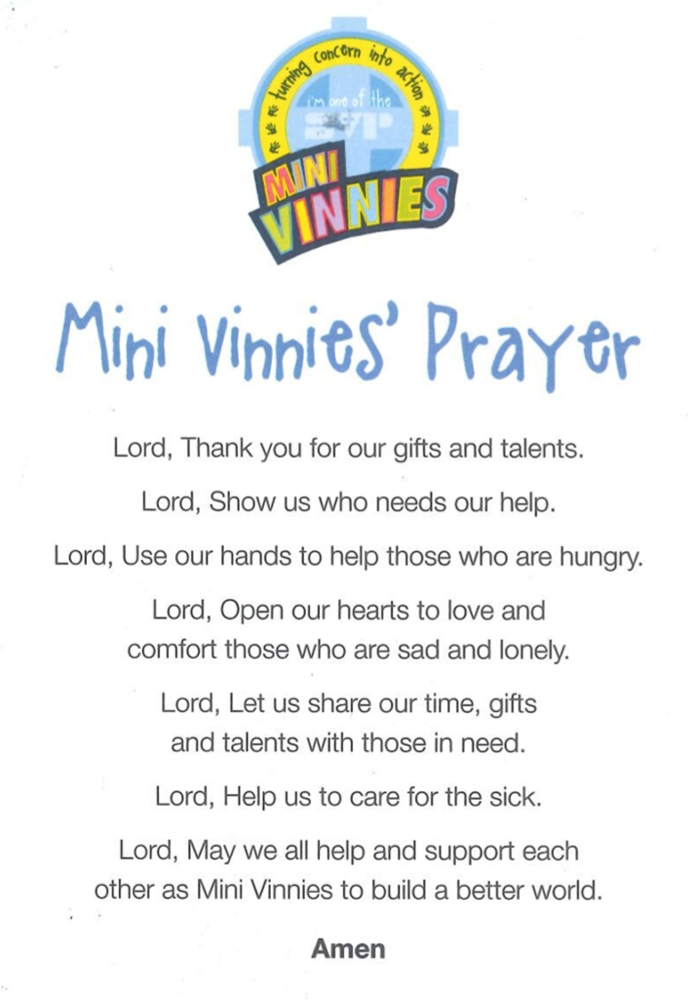 turning concern into action
i'm one of the
SVP
MINI
VINNIES
Mini Vinnies' Prayer
Lord, Thank you for our gifts and talents.
Lord, Show us who needs our help.
Lord, Use our hands to help those who are hungry.
Lord, Open our hearts to love and
comfort those who are sad and lonely.
Lord, Let us share our time, gifts
and talents with those in need.
Lord, Help us to care for the sick.
Lord, May we all help and support each
other as Mini Vinnies to build a better world.
Amen